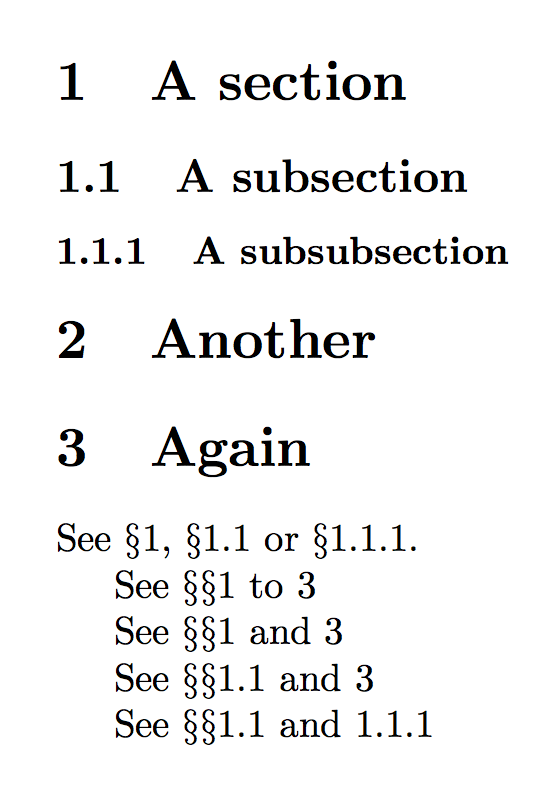 1 A section
1.1 A subsection
1.1.1 A subsubsection
2 Another
3 Again
See §1, §1.1 or §1.1.1.
See §§1 to 3
See §§1 and 3
See §§1.1 and 3
See §§1.1 and 1.1.1